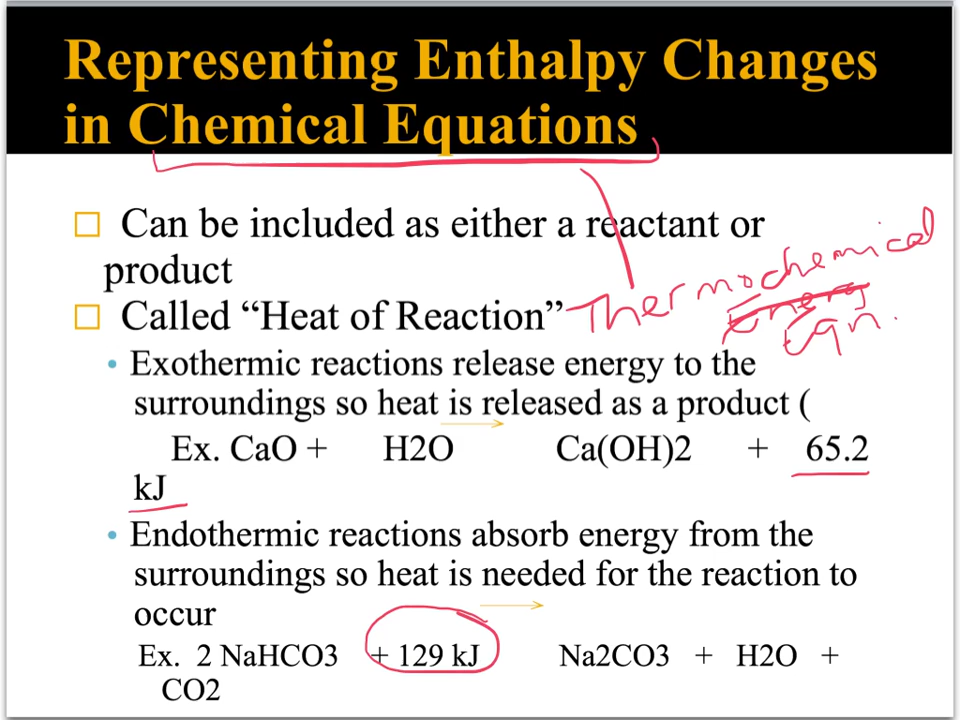 Representing Enthalpy Changes
in Chemical Equations
□ Can be included as either a reactant or
product
□ Called “Heat of Reaction”
Thermochemical
Energy
Eqn.
• Exothermic reactions release energy to the
surroundings so heat is released as a product (
Ex. CaO + H2O Ca(OH)2 + 65.2
kJ
• Endothermic reactions absorb energy from the
surroundings so heat is needed for the reaction to
occur
Ex. 2 NaHCO3 + 129 kJ Na2CO3 + H2O +
CO2